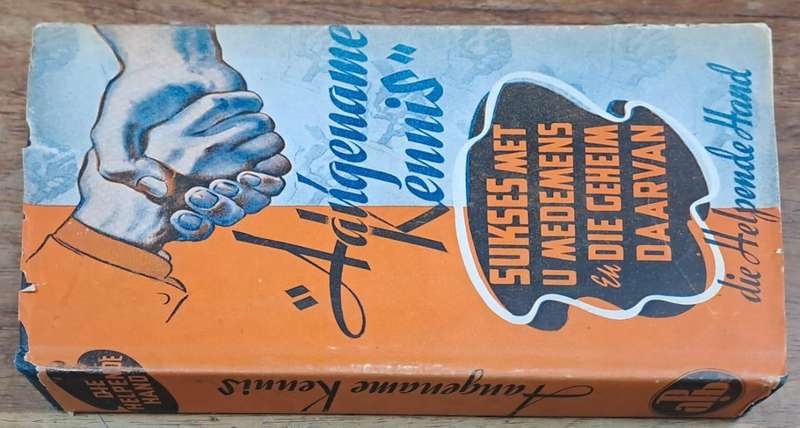 "Aangename
Kennis"
SUKSES MET
U MEDEMENS
En DIE GEHEIM
DAARVAN
die Helpende Hand
DIE
HELPENDE
HAND
Aangename Kennis